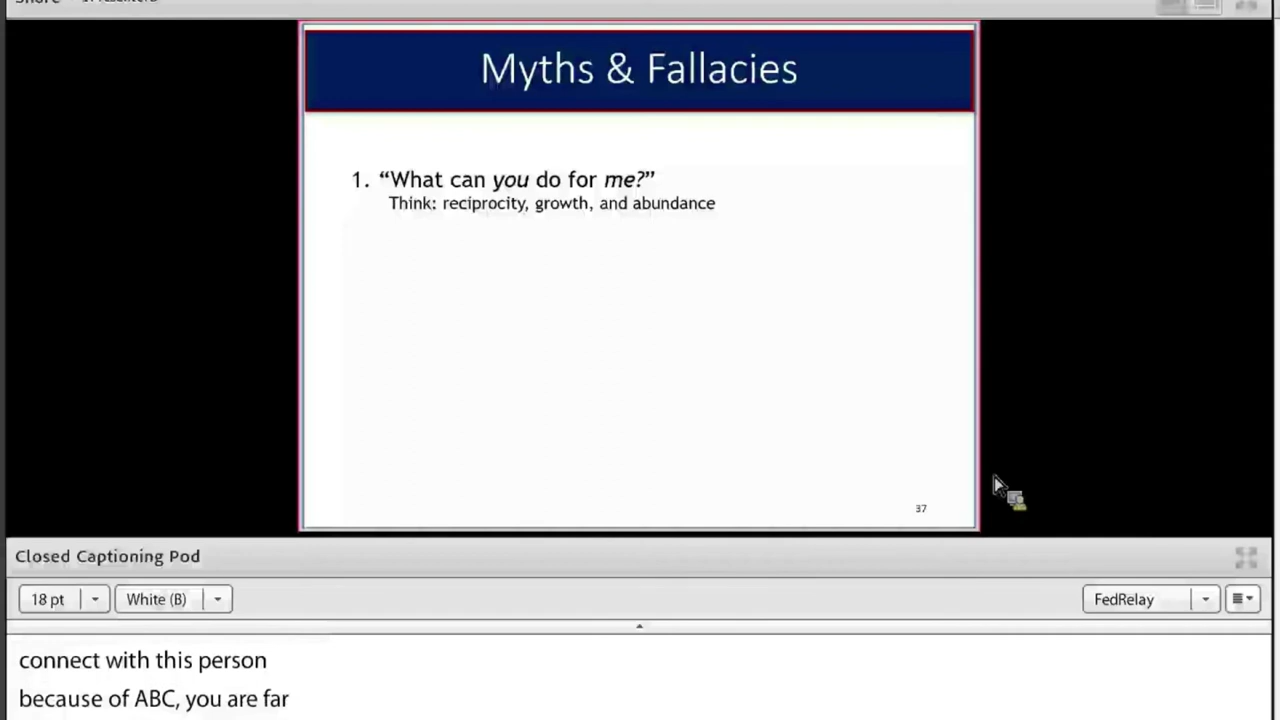 Myths & Fallacies
1. “What can you do for me?”
Think: reciprocity, growth, and abundance
37
Closed Captioning Pod
18 pt
White (B)
FedRelay
connect with this person
because of ABC, you are far